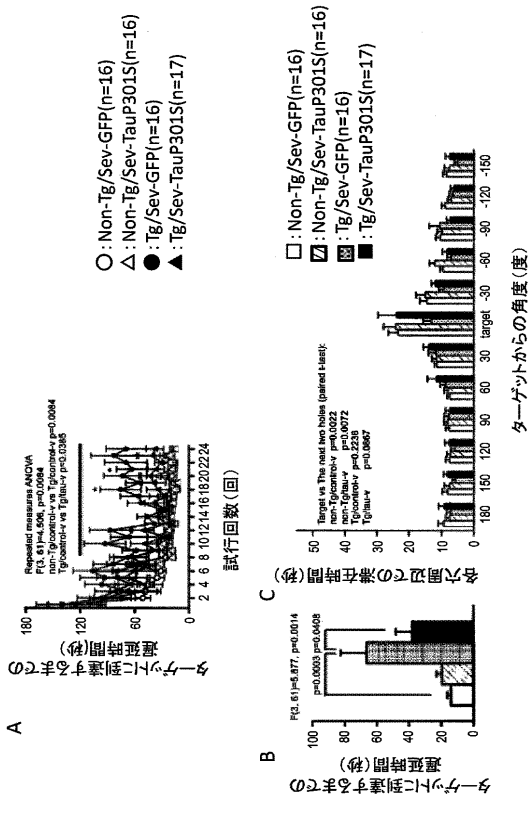 A
ターゲットに到達するまでの
遅延時間(秒)
180
120
60
0
Repeated measures ANOVA
F(3, 61)=4.906, p=0.0084
non-Tg/control-v vs Tg/control-v p=0.0084
Tg/control-v vs Tg/tau-v p=0.0385
2 4 6 8 10 12 14 16 18 20 22 24
試行回数(回)
○: Non-Tg/Sev-GFP(n=16)
△: Non-Tg/Sev-TauP301S(n=16)
●: Tg/Sev-GFP(n=16)
▲: Tg/Sev-TauP301S(n=17)
B
ターゲットに到達するまでの
遅延時間(秒)
100
80
60
40
20
0
F(3, 61)=5.877, p=0.0014
p=0.0003 p=0.0408
C
各穴周辺での滞在時間(秒)
50
40
30
20
10
0
Target vs The next two holes (paired t-test):
non-Tg/control-v p=0.0022
non-Tg/tau-v p=0.0072
Tg/control-v p=0.2238
Tg/tau-v p=0.0667
180 150 120 90 60 30 target -30 -60 -90 -120 -150
ターゲットからの角度(度)
: Non-Tg/Sev-GFP(n=16)
: Non-Tg/Sev-TauP301S(n=16)
: Tg/Sev-GFP(n=16)
: Tg/Sev-TauP301S(n=17)